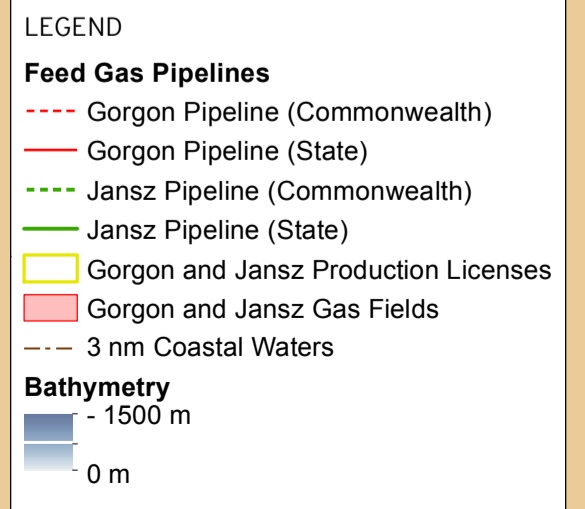 LEGEND
Feed Gas Pipelines
Gorgon Pipeline (Commonwealth)
Gorgon Pipeline (State)
Jansz Pipeline (Commonwealth)
Jansz Pipeline (State)
Gorgon and Jansz Production Licenses
Gorgon and Jansz Gas Fields
3 nm Coastal Waters
Bathymetry
- 1500 m
0 m